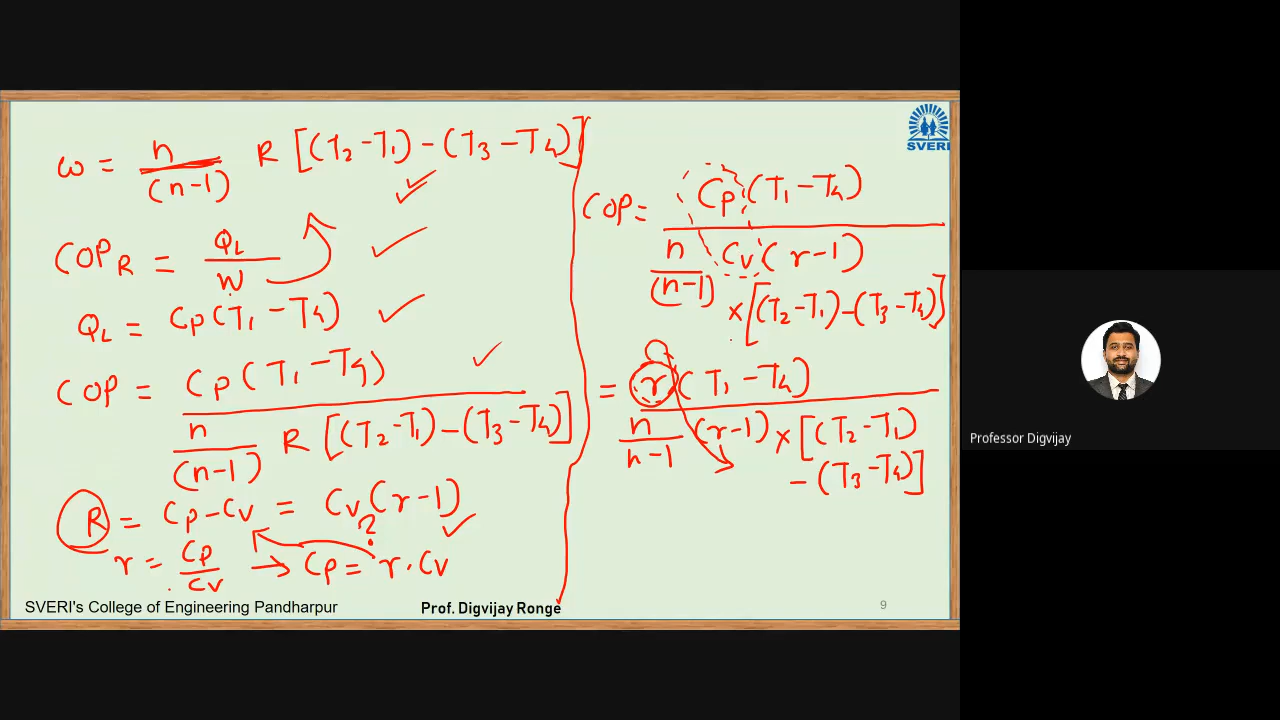 w = n/(n-1) R [(T2-T1) - (T3-T4)]
COP_R = QL/W
QL = Cp(T1-T4)
COP = Cp(T1-T4)
n/(n-1) R [(T2-T1) - (T3-T4)]
R = Cp-Cv = Cv(r-1)
?
r = Cp/Cv → Cp = r·Cv
COP = Cp(T1-T4)
n/(n-1) Cv(r-1)
×[(T2-T1)-(T3-T4)]
= r(T1-T4)
n/n-1 (r-1) × [(T2-T1)
-(T3-T4)]
SVERI
SVERI's College of Engineering Pandharpur
Prof. Digvijay Ronge
9
Professor Digvijay